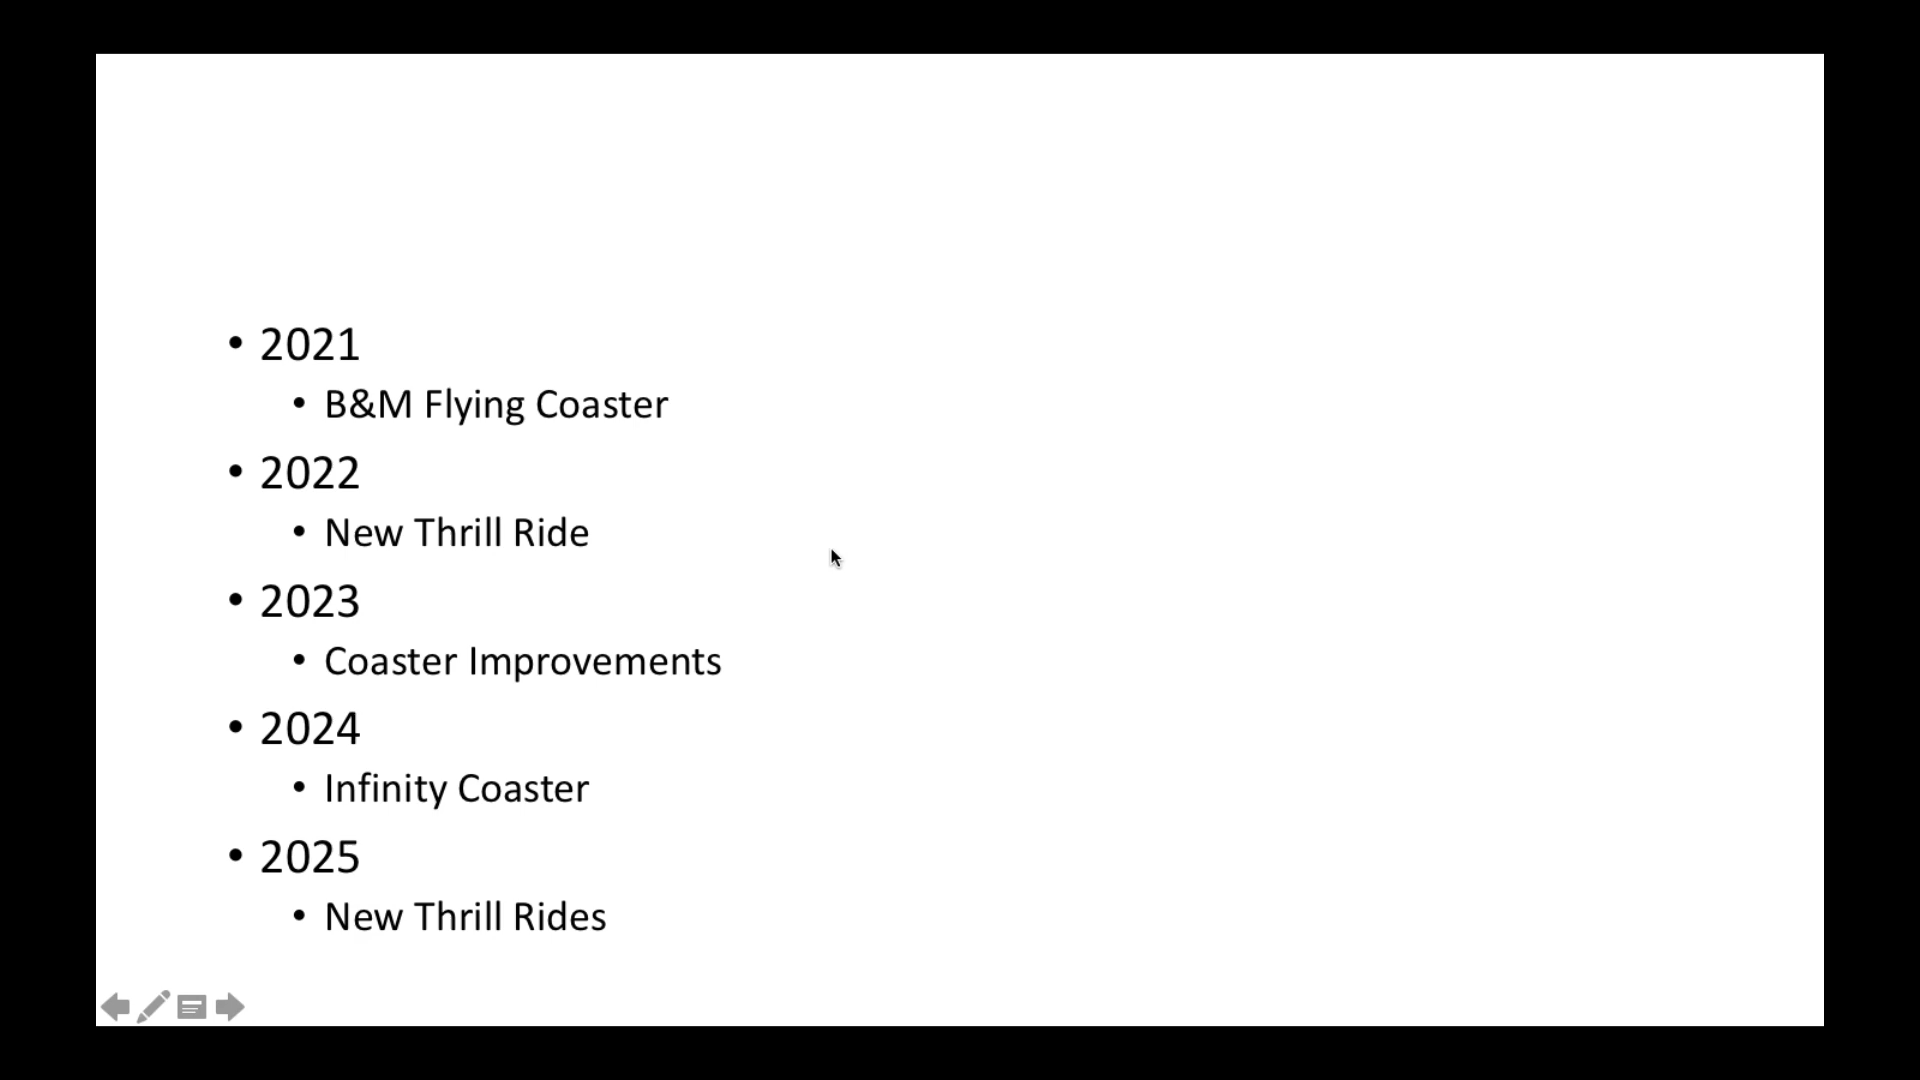 • 2021
• B&M Flying Coaster
• 2022
• New Thrill Ride
• 2023
• Coaster Improvements
• 2024
• Infinity Coaster
• 2025
• New Thrill Rides